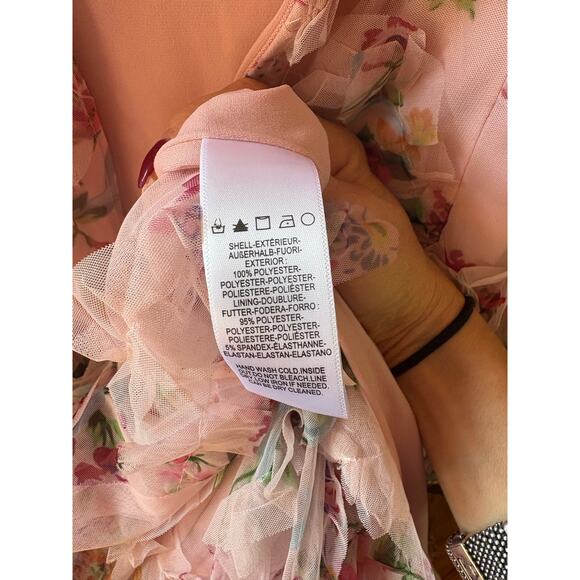 SHELL-EXTÉRIEUR-
AUßERHALB-FUORI-
EXTERIOR :
100% POLYESTER-
POLYESTER-POLYESTER-
POLIESTERE-POLIÉSTER
LINING-DOUBLURE-
FUTTER-FODERA-FORRO :
95% POLYESTER-
POLYESTER-POLYESTER-
POLIESTERE-POLIÉSTER
5% SPANDEX-ÉLASTHANNE-
ELASTAN-ELASTAN-ELASTANO
HAND WASH COLD.INSIDE
OUT.DO NOT BLEACH.LINE
DRY LOW IRON IF NEEDED.
CAN BE DRY CLEANED.